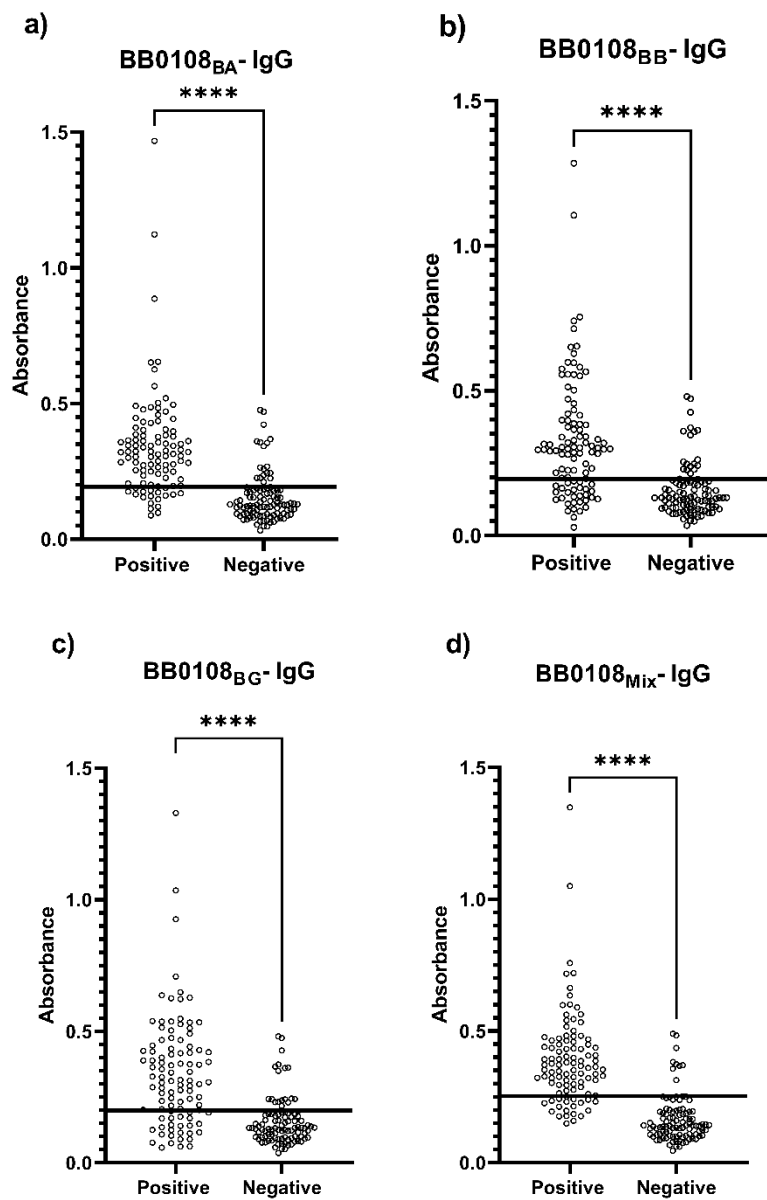 a)
BB0108BA- IgG
****
1.5
1.0
0.5
0.0
Absorbance
Positive Negative
b)
BB0108BB- IgG
****
1.5
1.0
0.5
0.0
Absorbance
Positive Negative
c)
BB0108BG- IgG
****
1.5
1.0
0.5
0.0
Absorbance
Positive Negative
d)
BB0108Mix- IgG
****
1.5
1.0
0.5
0.0
Absorbance
Positive Negative